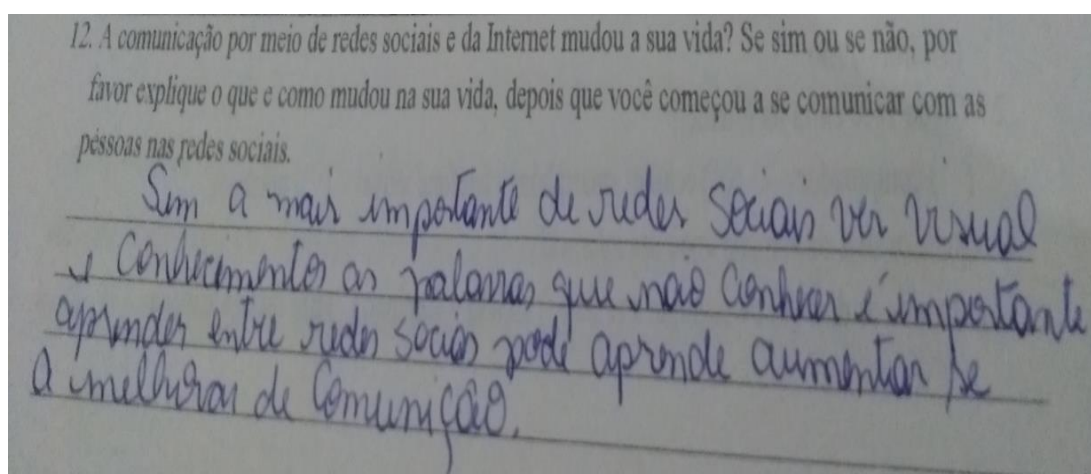 12. A comunicação por meio de redes sociais e da Internet mudou a sua vida? Se sim ou se não, por
favor explique o que e como mudou na sua vida, depois que você começou a se comunicar com as
pessoas nas redes sociais.
Sim a mais importante de redes sociais ver visual
e conhecimentos as palavras que não conhecer é importante
aprender entre redes sociais pode aprende aumentar se
a melhorar de comunicação.